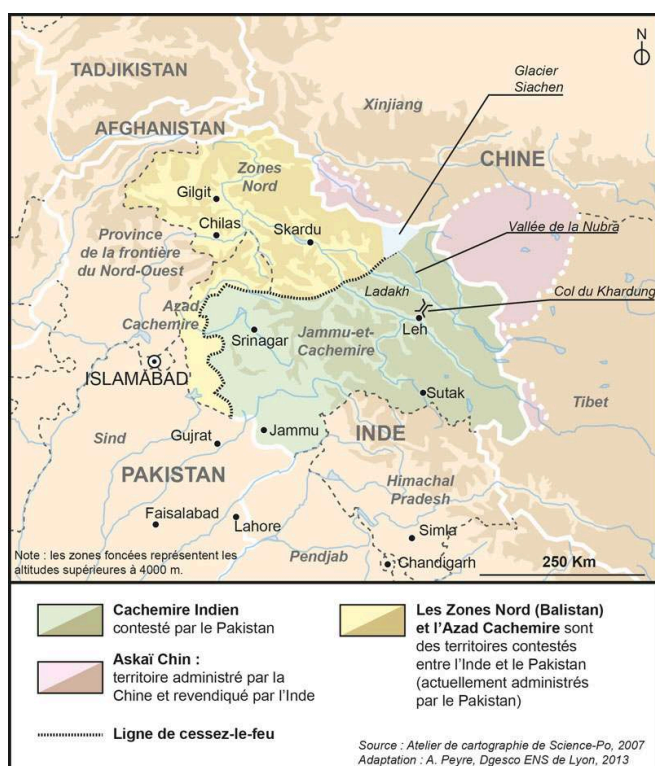 N
Glacier
Siachen
TADJIKISTAN
Xinjiang
AFGHANISTAN
CHINE
Zones
Nord
Gilgit
Chilas
Skardu
Vallée de la Nubra
Province
de la frontière
du Nord-Ouest
Ladakh
Col du Khardung
Azad
Cachemire
Leh
Srinagar
Jammu-et-
Cachemire
ISLAMABAD
Sutak
Tibet
Sind
Gujrat
Jammu
INDE
PAKISTAN
Himachal
Pradesh
Faisalabad
Lahore
Simla
Note : les zones foncées représentent les
altitudes supérieures à 4000 m.
Pendjab
Chandigarh
250 Km
Cachemire Indien
contesté par le Pakistan
Askaï Chin :
territoire administré par la
Chine et revendiqué par l'Inde
Ligne de cessez-le-feu
Les Zones Nord (Balistan)
et l'Azad Cachemire sont
des territoires contestés
entre l'Inde et le Pakistan
(actuellement administrés
par le Pakistan)
Source : Atelier de cartographie de Science-Po, 2007
Adaptation : A. Peyre, Dgesco ENS de Lyon, 2013